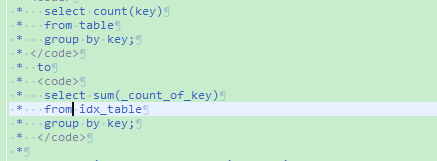 * select count(key)¶
* from table¶
* group by key;¶
* </code>¶
* to¶
* <code>¶
* select sum(_count_of_key)¶
* from idx_table¶
* group by key;¶
* </code>¶
*¶